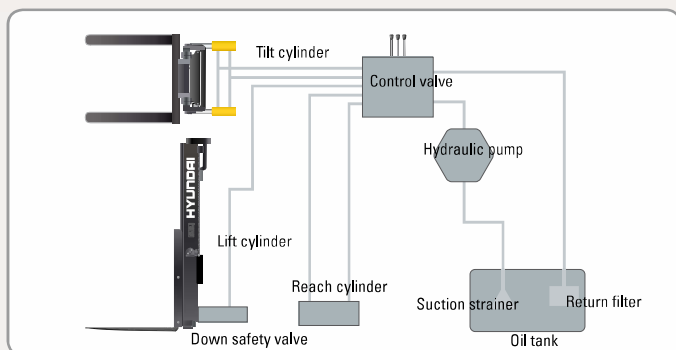 Tilt cylinder
Control valve
Hydraulic pump
HYUNDAI
Lift cylinder
Reach cylinder
Suction strainer
Return filter
Down safety valve
Oil tank